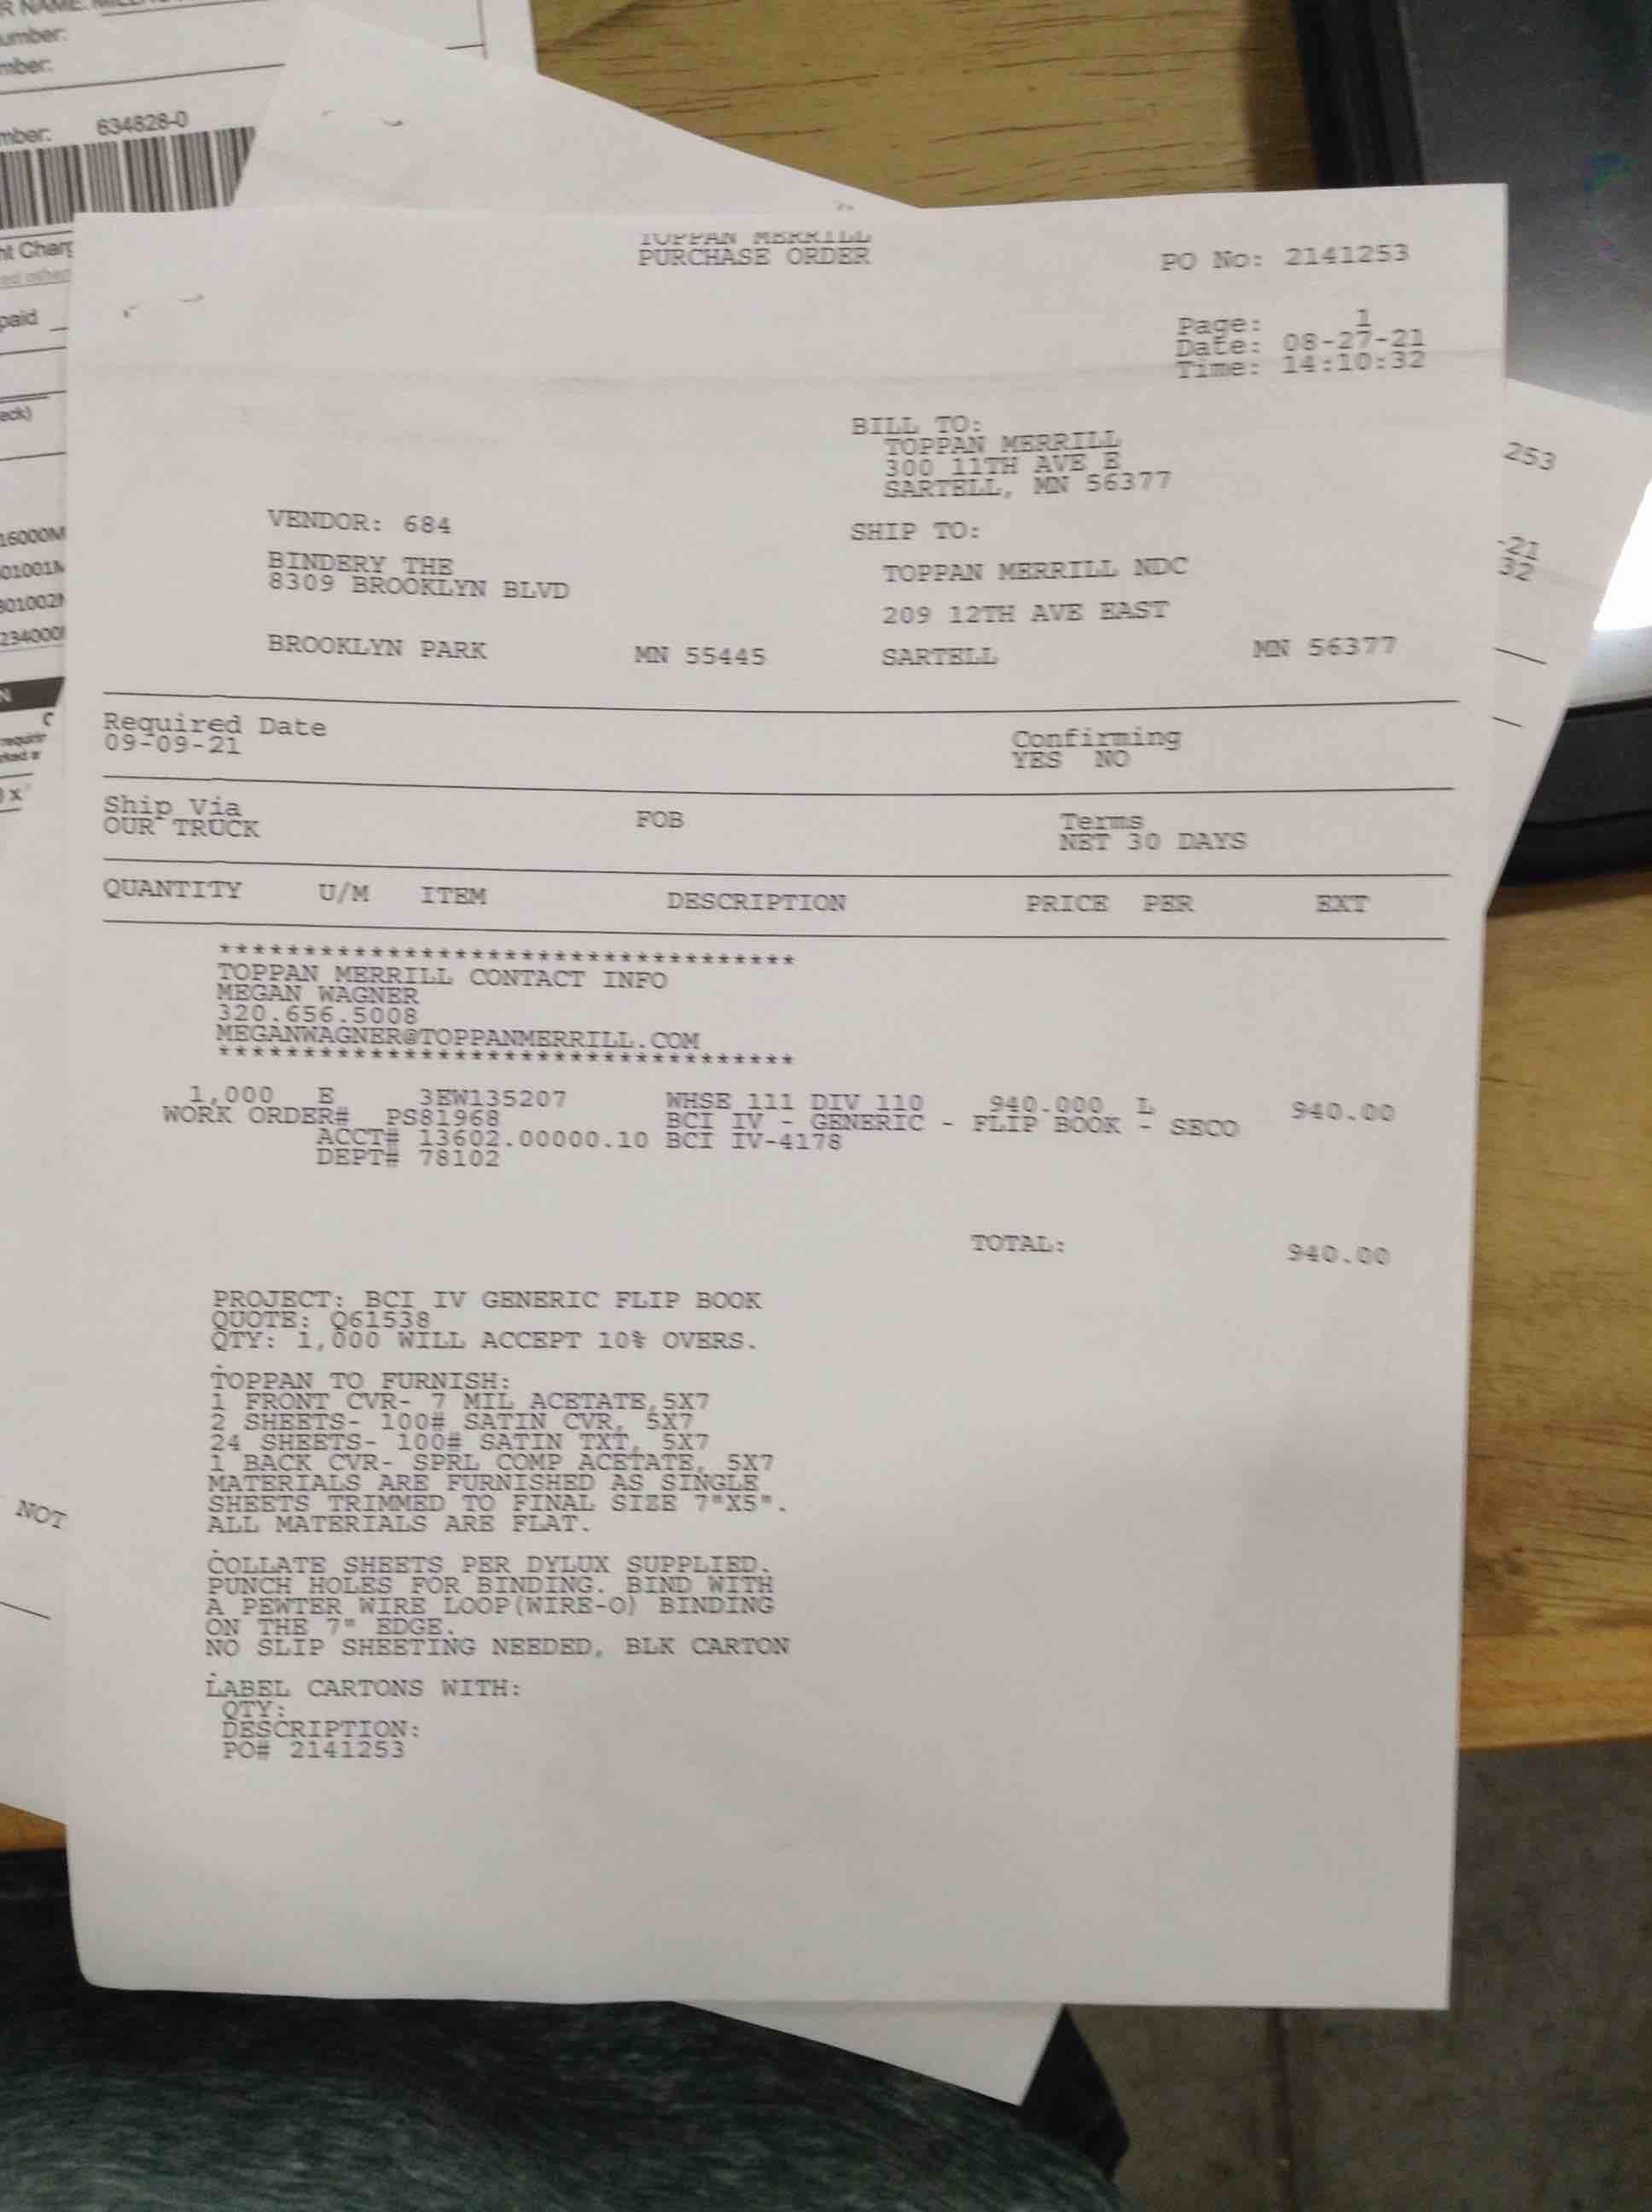 634828-0
TOPPAN MERRILL
PURCHASE ORDER
PO No: 2141253
Page: 1
Date: 08-27-21
Time: 14:10:32
BILL TO:
TOPPAN MERRILL
300 11TH AVE E
SARTELL, MN 56377
VENDOR: 684
SHIP TO:
BINDERY THE
TOPPAN MERRILL NDC
8309 BROOKLYN BLVD
209 12TH AVE EAST
BROOKLYN PARK MN 55445
SARTELL MN 56377
Required Date
09-09-21
Confirming
YES NO
Ship Via
OUR TRUCK
FOB
Terms
NET 30 DAYS
QUANTITY U/M ITEM DESCRIPTION PRICE PER EXT
***********************************
TOPPAN MERRILL CONTACT INFO
MEGAN WAGNER
320.656.5008
MEGANWAGNER@TOPPANMERRILL.COM
***********************************
1,000 E 3EW135207 WHSE 111 DIV 110 940.000 L 940.00
WORK ORDER# PS81968 BCI IV - GENERIC - FLIP BOOK - SECO
ACCT# 13602.00000.10 BCI IV-4178
DEPT# 78102
TOTAL: 940.00
PROJECT: BCI IV GENERIC FLIP BOOK
QUOTE: Q61538
QTY: 1,000 WILL ACCEPT 10% OVERS.
.
TOPPAN TO FURNISH:
1 FRONT CVR- 7 MIL ACETATE,5X7
2 SHEETS- 100# SATIN CVR, 5X7
24 SHEETS- 100# SATIN TXT, 5X7
1 BACK CVR- SPRL COMP ACETATE, 5X7
MATERIALS ARE FURNISHED AS SINGLE
SHEETS TRIMMED TO FINAL SIZE 7"X5".
ALL MATERIALS ARE FLAT.
.
COLLATE SHEETS PER DYLUX SUPPLIED.
PUNCH HOLES FOR BINDING. BIND WITH
A PEWTER WIRE LOOP(WIRE-O) BINDING
ON THE 7" EDGE.
NO SLIP SHEETING NEEDED, BLK CARTON
.
LABEL CARTONS WITH:
QTY:
DESCRIPTION:
PO# 2141253
253
-21
32
NOT